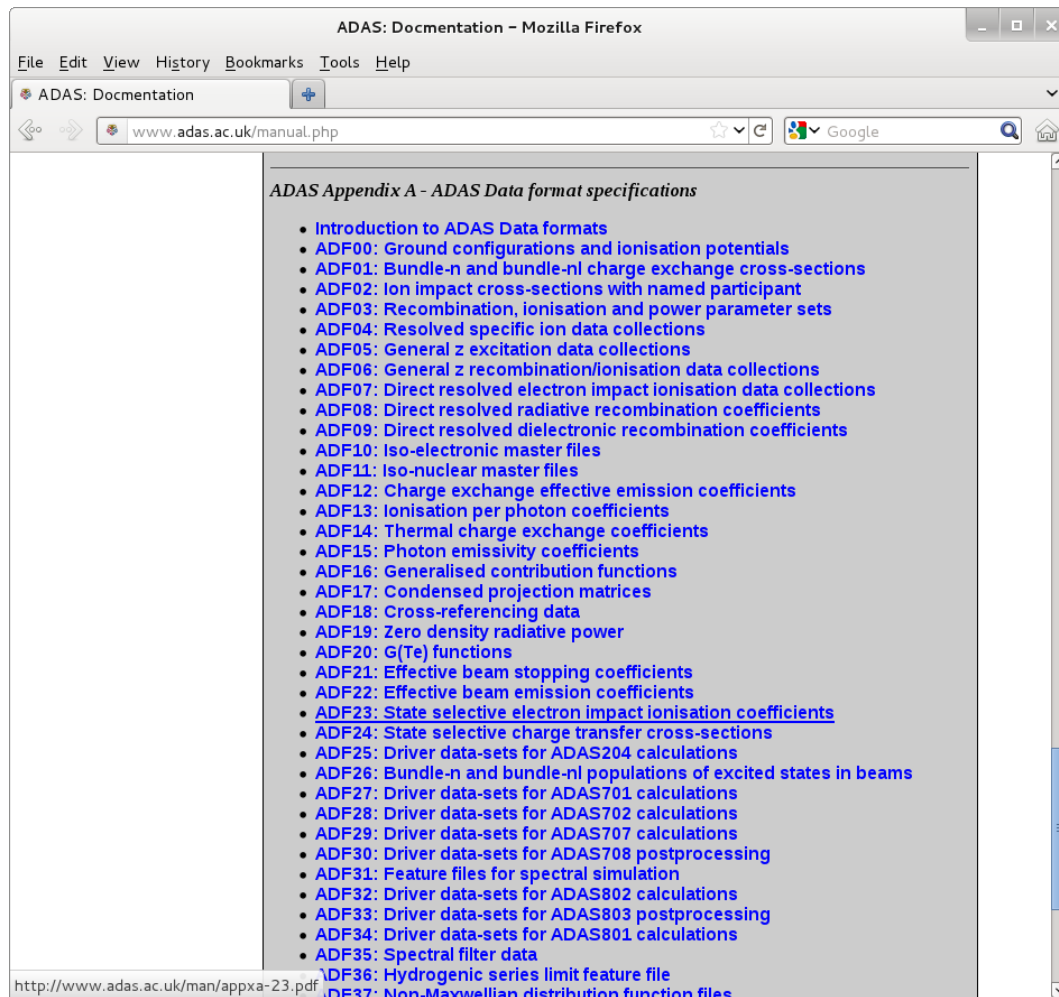 ADAS: Docmentation – Mozilla Firefox
File Edit View History Bookmarks Tools Help
ADAS: Docmentation
www.adas.ac.uk/manual.php Google
ADAS Appendix A - ADAS Data format specifications
Introduction to ADAS Data formats
ADF00: Ground configurations and ionisation potentials
ADF01: Bundle-n and bundle-nl charge exchange cross-sections
ADF02: Ion impact cross-sections with named participant
ADF03: Recombination, ionisation and power parameter sets
ADF04: Resolved specific ion data collections
ADF05: General z excitation data collections
ADF06: General z recombination/ionisation data collections
ADF07: Direct resolved electron impact ionisation data collections
ADF08: Direct resolved radiative recombination coefficients
ADF09: Direct resolved dielectronic recombination coefficients
ADF10: Iso-electronic master files
ADF11: Iso-nuclear master files
ADF12: Charge exchange effective emission coefficients
ADF13: Ionisation per photon coefficients
ADF14: Thermal charge exchange coefficients
ADF15: Photon emissivity coefficients
ADF16: Generalised contribution functions
ADF17: Condensed projection matrices
ADF18: Cross-referencing data
ADF19: Zero density radiative power
ADF20: G(Te) functions
ADF21: Effective beam stopping coefficients
ADF22: Effective beam emission coefficients
ADF23: State selective electron impact ionisation coefficients
ADF24: State selective charge transfer cross-sections
ADF25: Driver data-sets for ADAS204 calculations
ADF26: Bundle-n and bundle-nl populations of excited states in beams
ADF27: Driver data-sets for ADAS701 calculations
ADF28: Driver data-sets for ADAS702 calculations
ADF29: Driver data-sets for ADAS707 calculations
ADF30: Driver data-sets for ADAS708 postprocessing
ADF31: Feature files for spectral simulation
ADF32: Driver data-sets for ADAS802 calculations
ADF33: Driver data-sets for ADAS803 postprocessing
ADF34: Driver data-sets for ADAS801 calculations
ADF35: Spectral filter data
ADF36: Hydrogenic series limit feature file
ADF37: Non-Maxwellian distribution function files
http://www.adas.ac.uk/man/appxa-23.pdf